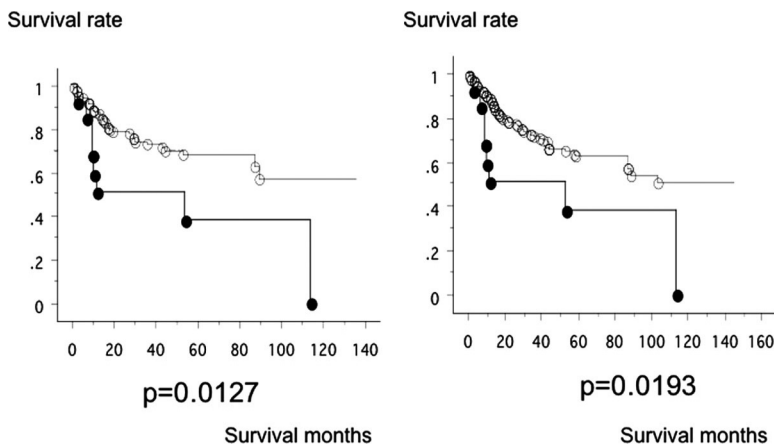 Survival rate
1
.8
.6
.4
.2
0
0 20 40 60 80 100 120 140
p=0.0127
Survival months
Survival rate
1
.8
.6
.4
.2
0
0 20 40 60 80 100 120 140 160
p=0.0193
Survival months